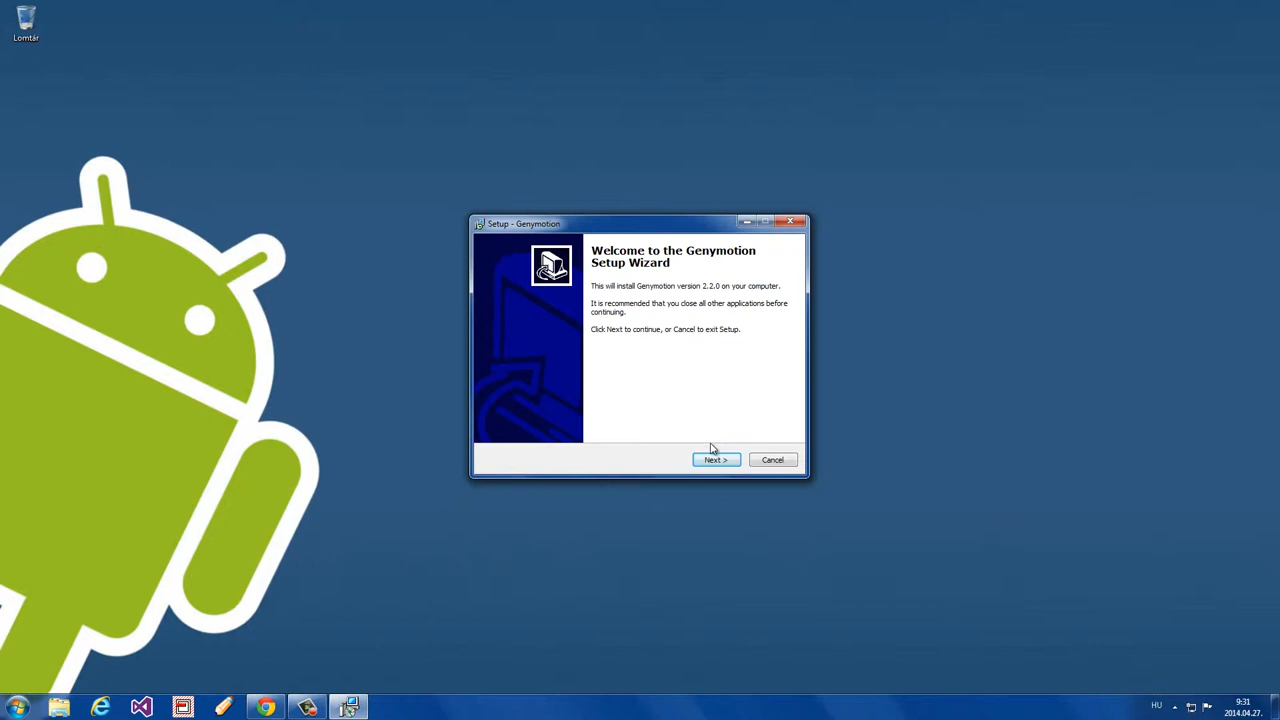 Lomtár
Setup - Genymotion
Welcome to the Genymotion
Setup Wizard
This will install Genymotion version 2.2.0 on your computer.
It is recommended that you close all other applications before
continuing.
Click Next to continue, or Cancel to exit Setup.
Next >
Cancel
HU
9:31
2014.04.27.